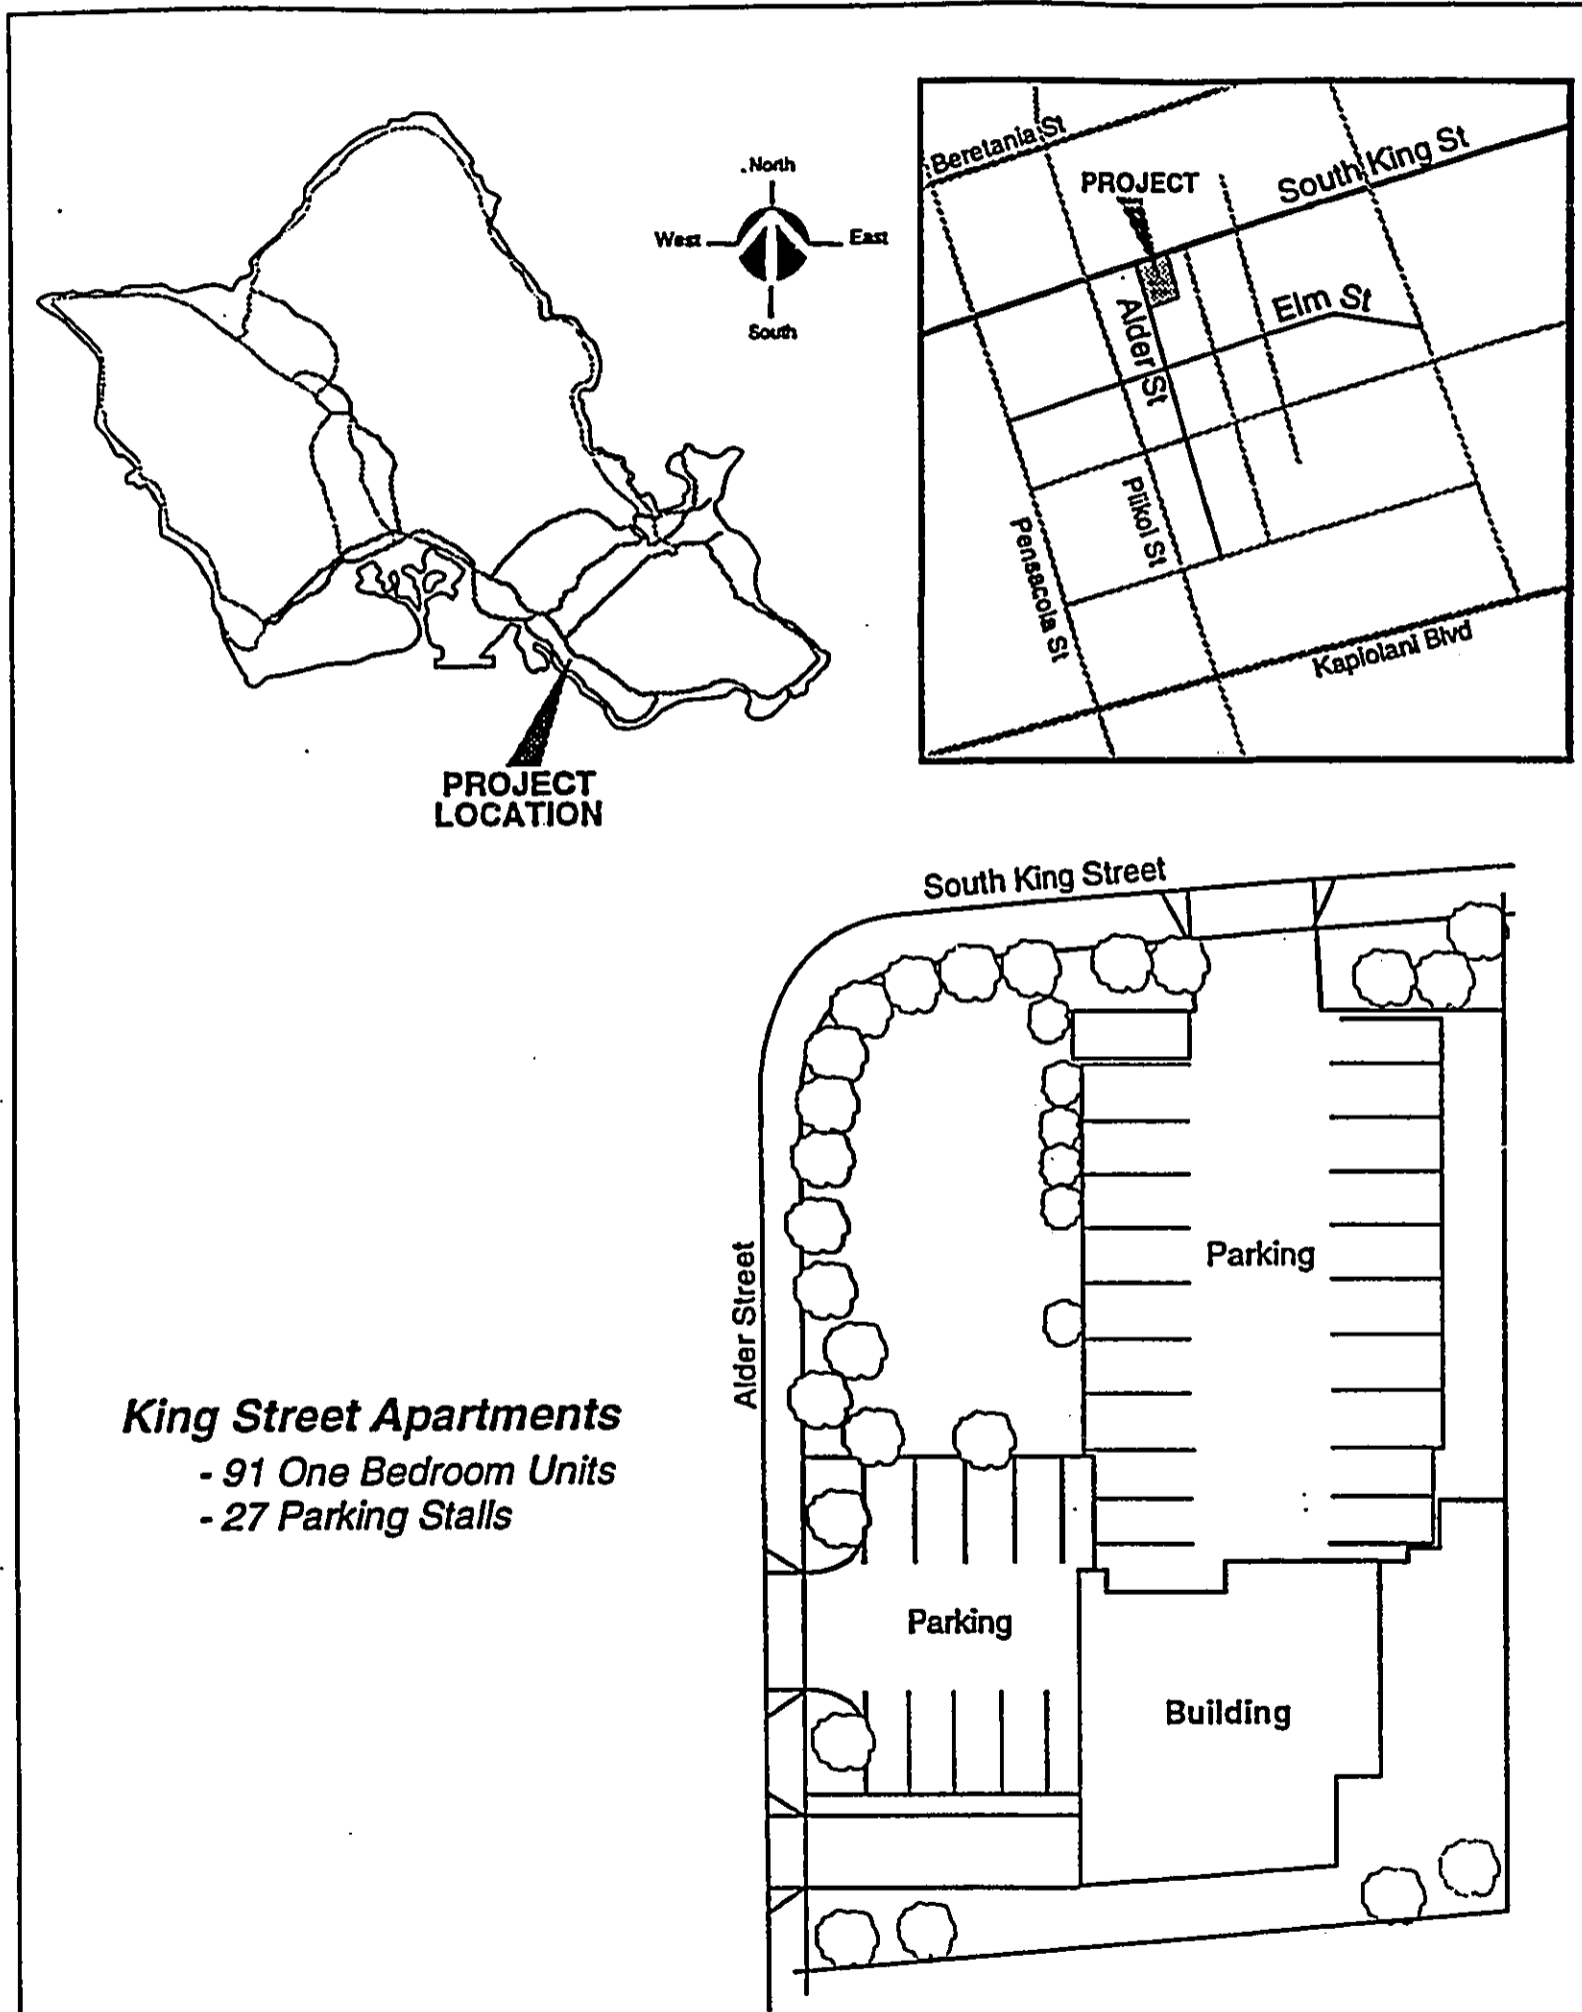 North
West
East
South
PROJECT
LOCATION
Beretania St
PROJECT
South King St
Elm St
Alder St
Piikoi St
Pensacola St
Kapiolani Blvd
South King Street
Alder Street
Parking
King Street Apartments
- 91 One Bedroom Units
- 27 Parking Stalls
Parking
Building